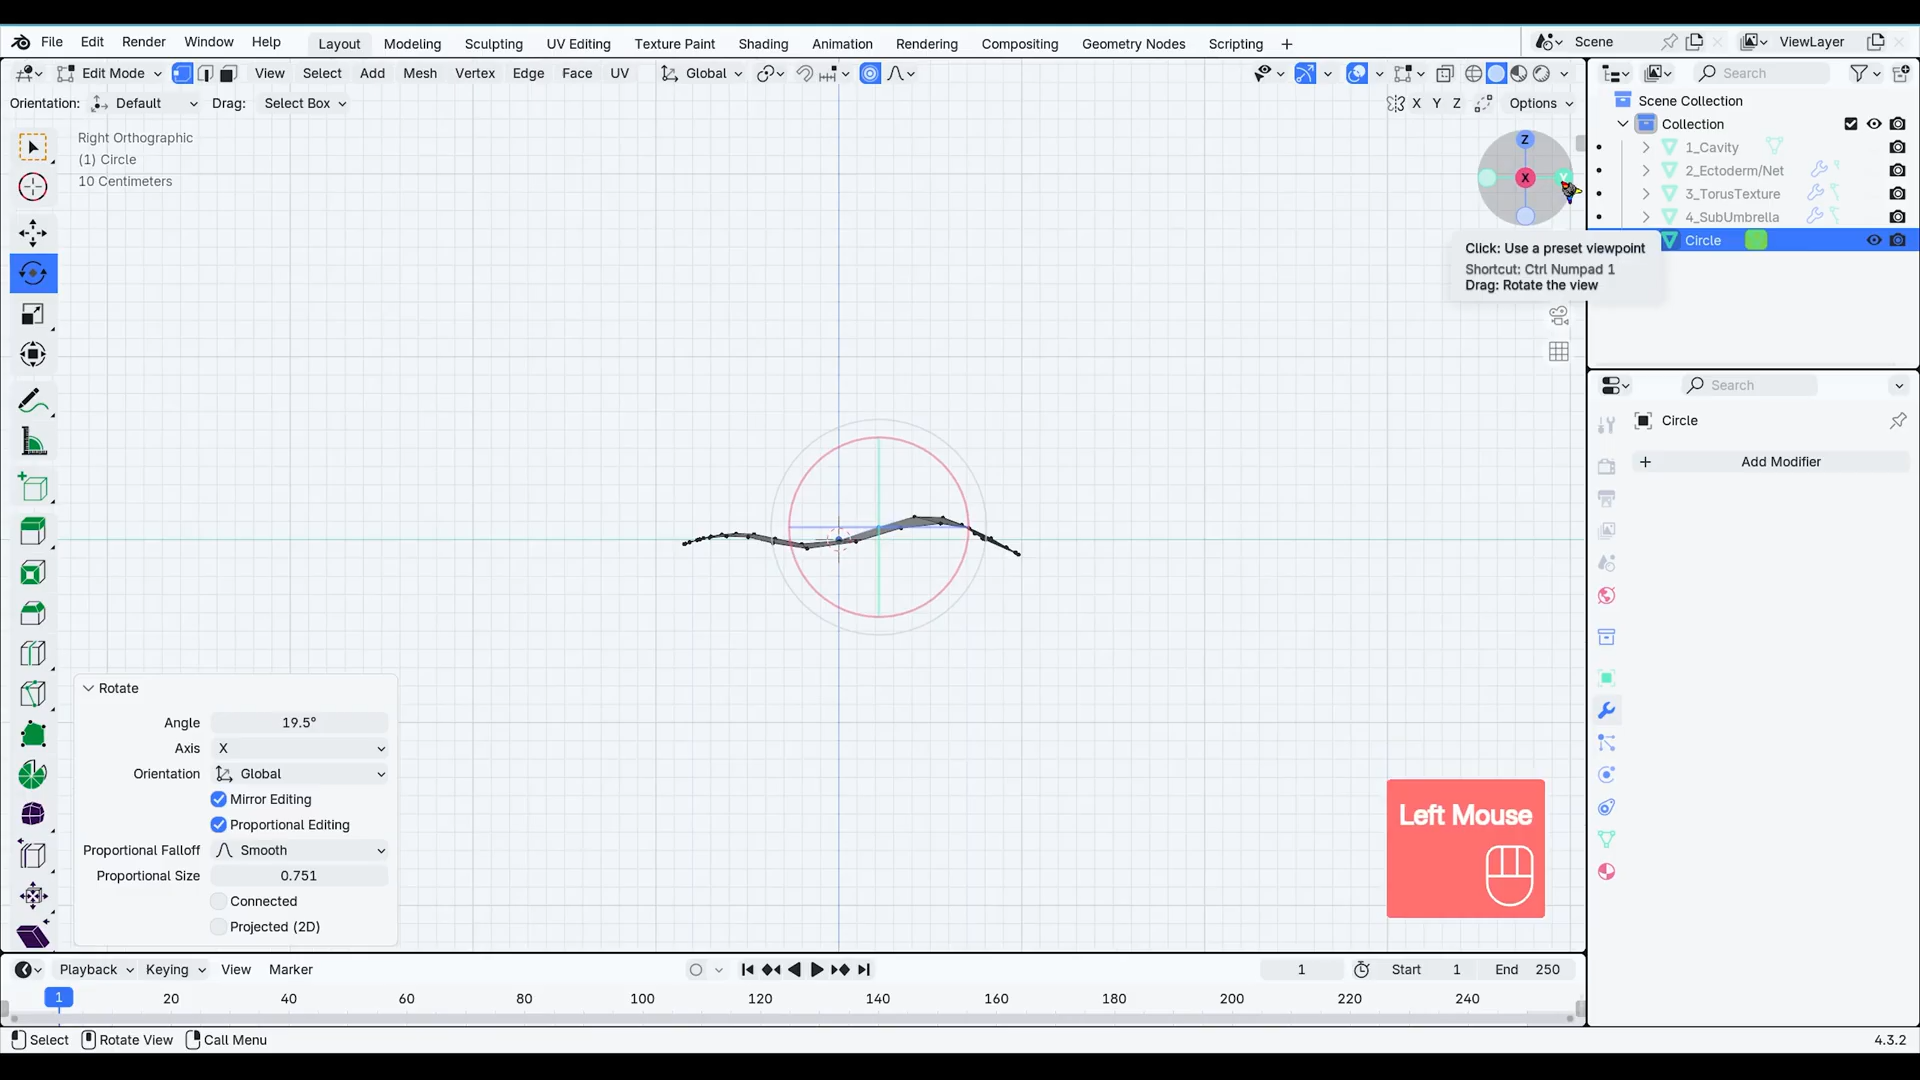 File Edit Render Window Help Layout Modeling Sculpting UV Editing Texture Paint Shading Animation Rendering Compositing Geometry Nodes Scripting + Scene ViewLayer
Edit Mode View Select Add Mesh Vertex Edge Face UV Global Search
Orientation: Default Drag: Select Box X Y Z Options
Scene Collection
Collection
1_Cavity
2_Ectoderm/Net
3_TorusTexture
4_SubUmbrella
Circle
Right Orthographic
(1) Circle
10 Centimeters
Z
X
Click: Use a preset viewpoint
Shortcut: Ctrl Numpad 1
Drag: Rotate the view
Search
Circle
+ Add Modifier
Rotate
Angle 19.5°
Axis X
Orientation Global
Mirror Editing
Proportional Editing
Proportional Falloff Smooth
Proportional Size 0.751
Connected
Projected (2D)
Left Mouse
Playback Keying View Marker 1 Start 1 End 250
1 20 40 60 80 100 120 140 160 180 200 220 240
Select Rotate View Call Menu 4.3.2